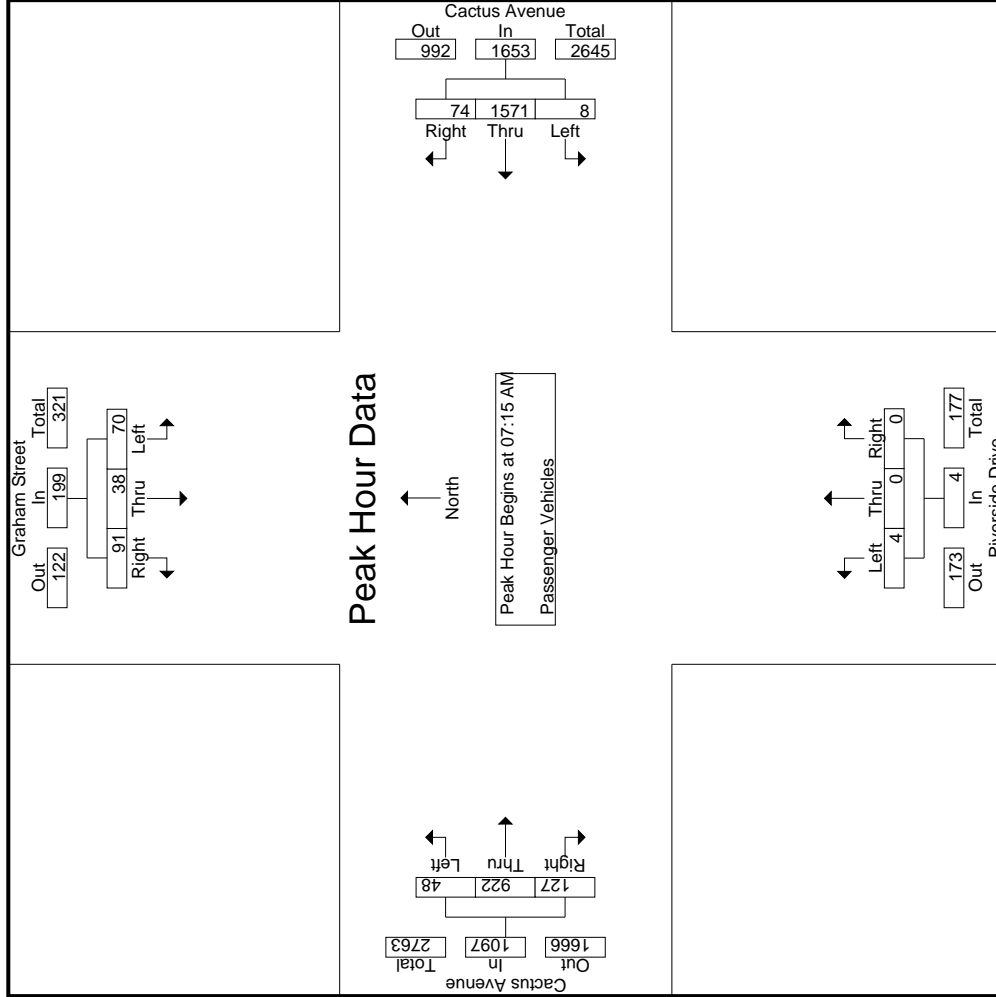 Cactus Avenue
Out In Total
992 1653 2645
74 1571 8
Right Thru Left
Graham Street
Out In Total
122 199 321
91 38 70
Right Thru Left
Peak Hour Data
North
Peak Hour Begins at 07:15 AM
Passenger Vehicles
Left Thru Right
4 0 0
173 4 177
Out In Total
Riverside Drive
Left Thru Right
48 922 127
2763 1097 1666
Total In Out
Cactus Avenue